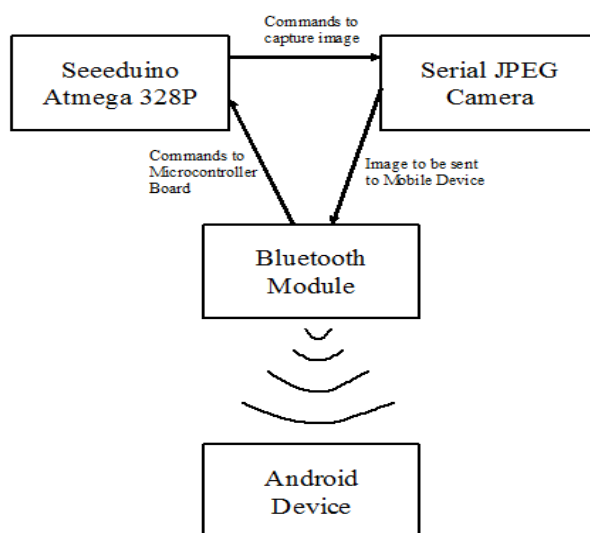 Commands to
capture image
Seeeduino
Atmega 328P
Serial JPEG
Camera
Commands to
Microcontroller
Board
Image to be sent
to Mobile Device
Bluetooth
Module
Android
Device